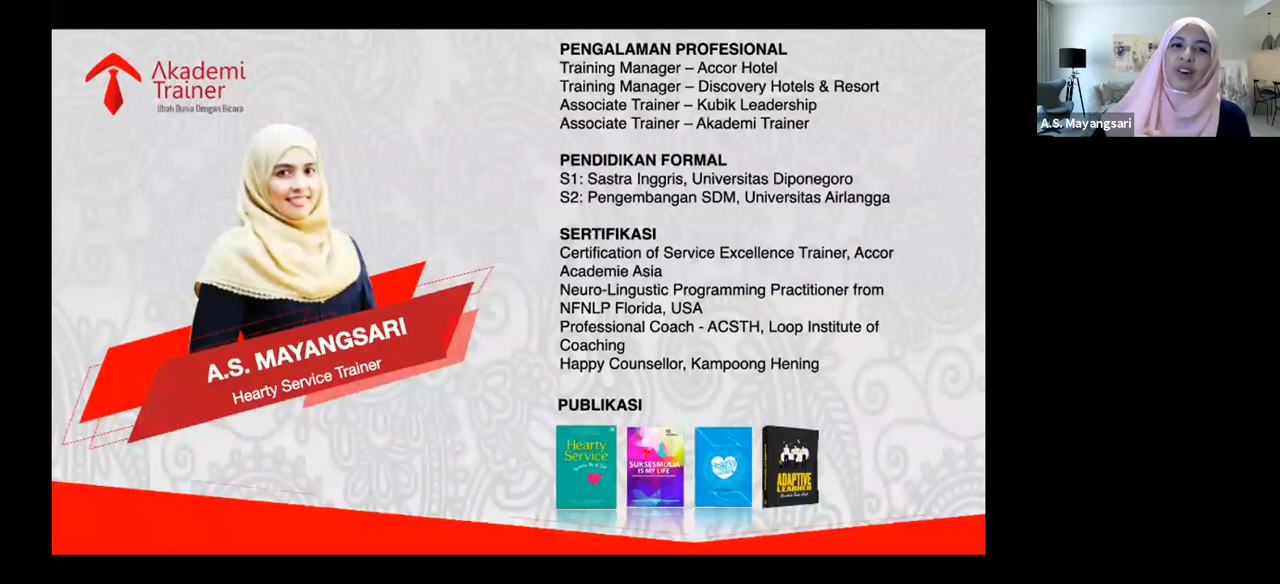 Akademi
Trainer
Ubah Dunia Dengan Bicara
A.S. MAYANGSARI
Hearty Service Trainer
PENGALAMAN PROFESIONAL
Training Manager – Accor Hotel
Training Manager – Discovery Hotels & Resort
Associate Trainer – Kubik Leadership
Associate Trainer – Akademi Trainer
PENDIDIKAN FORMAL
S1: Sastra Inggris, Universitas Diponegoro
S2: Pengembangan SDM, Universitas Airlangga
SERTIFIKASI
Certification of Service Excellence Trainer, Accor
Academie Asia
Neuro-Lingustic Programming Practitioner from
NFNLP Florida, USA
Professional Coach - ACSTH, Loop Institute of
Coaching
Happy Counsellor, Kampoong Hening
PUBLIKASI
Hearty
Service
SUKSESMULIA
IS MY LIFE
Hearty
ADAPTIVE
LEARNER
A.S. Mayangsari